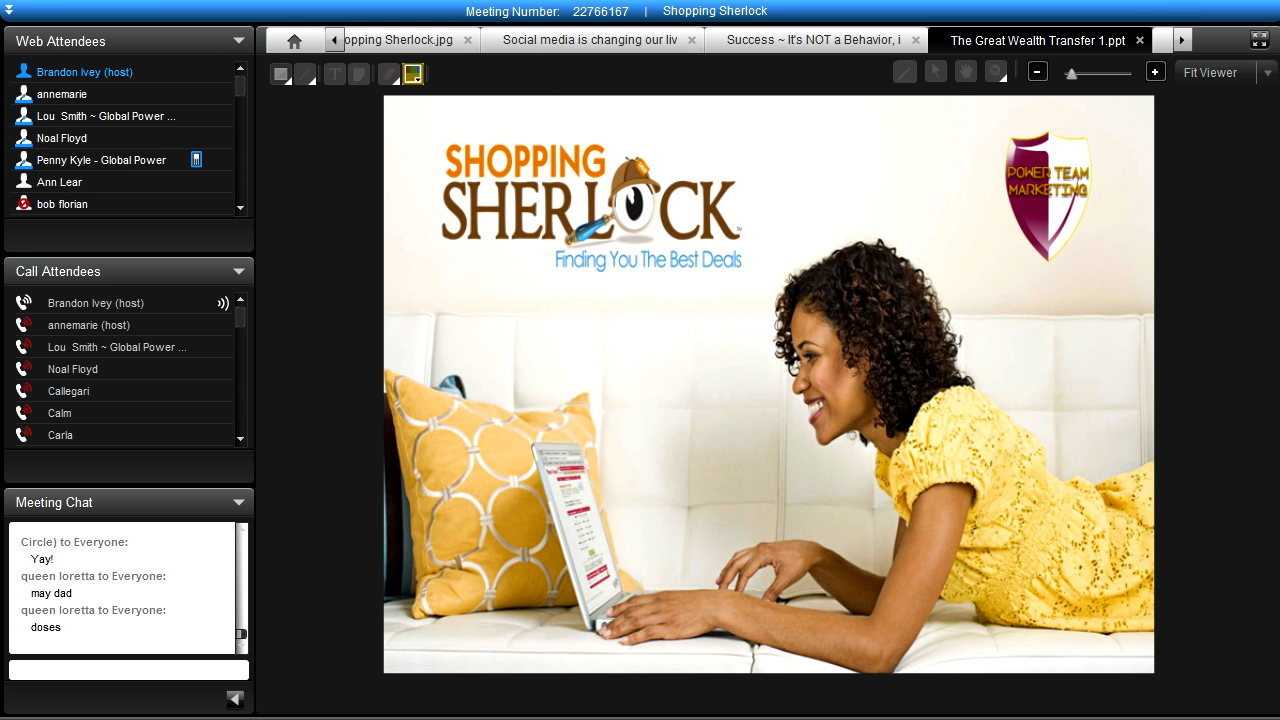 Meeting Number: 22766167 | Shopping Sherlock
Web Attendees
Brandon Ivey (host)
annemarie
Lou Smith ~ Global Power ...
Noal Floyd
Penny Kyle - Global Power
Ann Lear
bob florian
Call Attendees
Brandon Ivey (host)
annemarie (host)
Lou Smith ~ Global Power ...
Noal Floyd
Callegari
Calm
Carla
Meeting Chat
Circle) to Everyone:
Yay!
queen loretta to Everyone:
may dad
queen loretta to Everyone:
doses
opping Sherlock.jpg
Social media is changing our liv
Success ~ It's NOT a Behavior, i
The Great Wealth Transfer 1.ppt
T
Fit Viewer
SHOPPING
SHERLOCK
Finding You The Best Deals
POWER TEAM
MARKETING